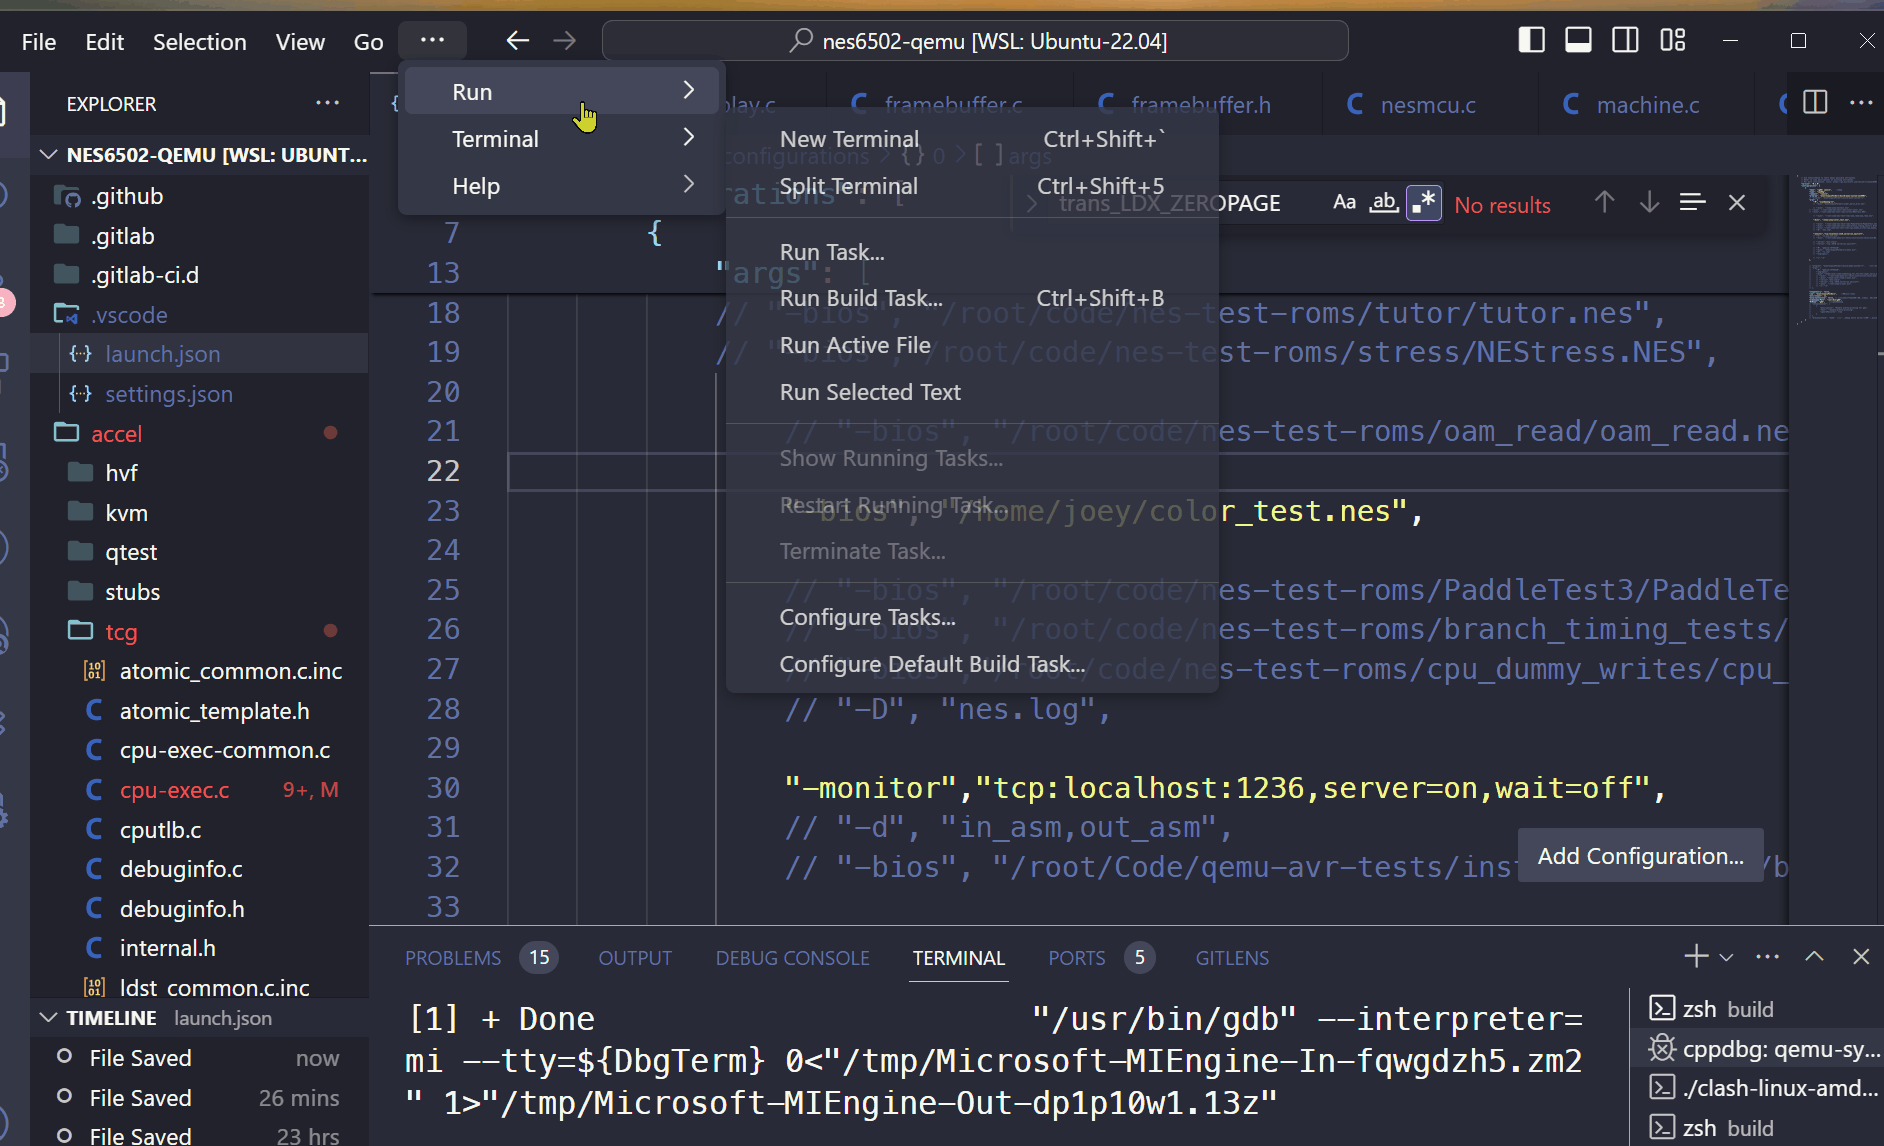 File Edit Selection View Go ··· nes6502-qemu [WSL: Ubuntu-22.04]
Run
Terminal
Help
New Terminal Ctrl+Shift+`
Split Terminal Ctrl+Shift+5
Run Task...
Run Build Task... Ctrl+Shift+B
Run Active File
Run Selected Text
Show Running Tasks...
Restart Running Task...
Terminate Task...
Configure Tasks...
Configure Default Build Task...
EXPLORER ···
NES6502-QEMU [WSL: UBUNT...
.github
.gitlab
.gitlab-ci.d
.vscode
launch.json
settings.json
accel
hvf
kvm
qtest
stubs
tcg
atomic_common.c.inc
atomic_template.h
cpu-exec-common.c
cpu-exec.c 9+, M
cputlb.c
debuginfo.c
debuginfo.h
internal.h
ldst common.c.inc
TIMELINE launch.json
File Saved now
File Saved 26 mins
File Saved 23 hrs
play.c framebuffer.c framebuffer.h nesmcu.c machine.c
configurations > {} 0 > [ ] args
trans_LDX_ZEROPAGE Aa ab .* No results
rations": [
7 {
13 "args": [
18 // "-bios", "/root/code/nes-test-roms/tutor/tutor.nes",
19 // "-bios", "/root/code/nes-test-roms/stress/NEStress.NES",
20
21 // "-bios", "/root/code/nes-test-roms/oam_read/oam_read.ne
22
23 "-bios", "/home/joey/color_test.nes",
24
25 // "-bios", "/root/code/nes-test-roms/PaddleTest3/PaddleTe
26 // "-bios", "/root/code/nes-test-roms/branch_timing_tests/
27 // "-bios", "/root/code/nes-test-roms/cpu_dummy_writes/cpu_
28 // "-D", "nes.log",
29
30 "-monitor","tcp:localhost:1236,server=on,wait=off",
31 // "-d", "in_asm,out_asm",
32 // "-bios", "/root/Code/qemu-avr-tests/inst /b
33
Add Configuration...
PROBLEMS 15 OUTPUT DEBUG CONSOLE TERMINAL PORTS 5 GITLENS
[1] + Done "/usr/bin/gdb" --interpreter=
mi --tty=${DbgTerm} 0<"/tmp/Microsoft-MIEngine-In-fqwgdzh5.zm2
" 1>"/tmp/Microsoft-MIEngine-Out-dp1p10w1.13z"
zsh build
cppdbg: qemu-sy...
./clash-linux-amd...
zsh build